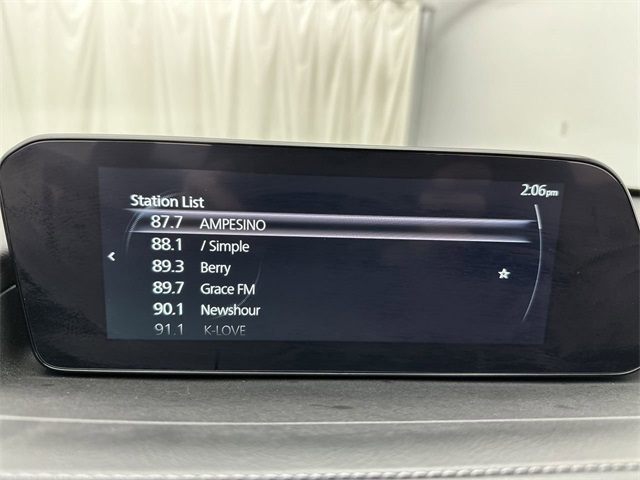 2:06pm
Station List
87.7 AMPESINO
88.1 / Simple
89.3 Berry
89.7 Grace FM
90.1 Newshour
91.1 K-LOVE